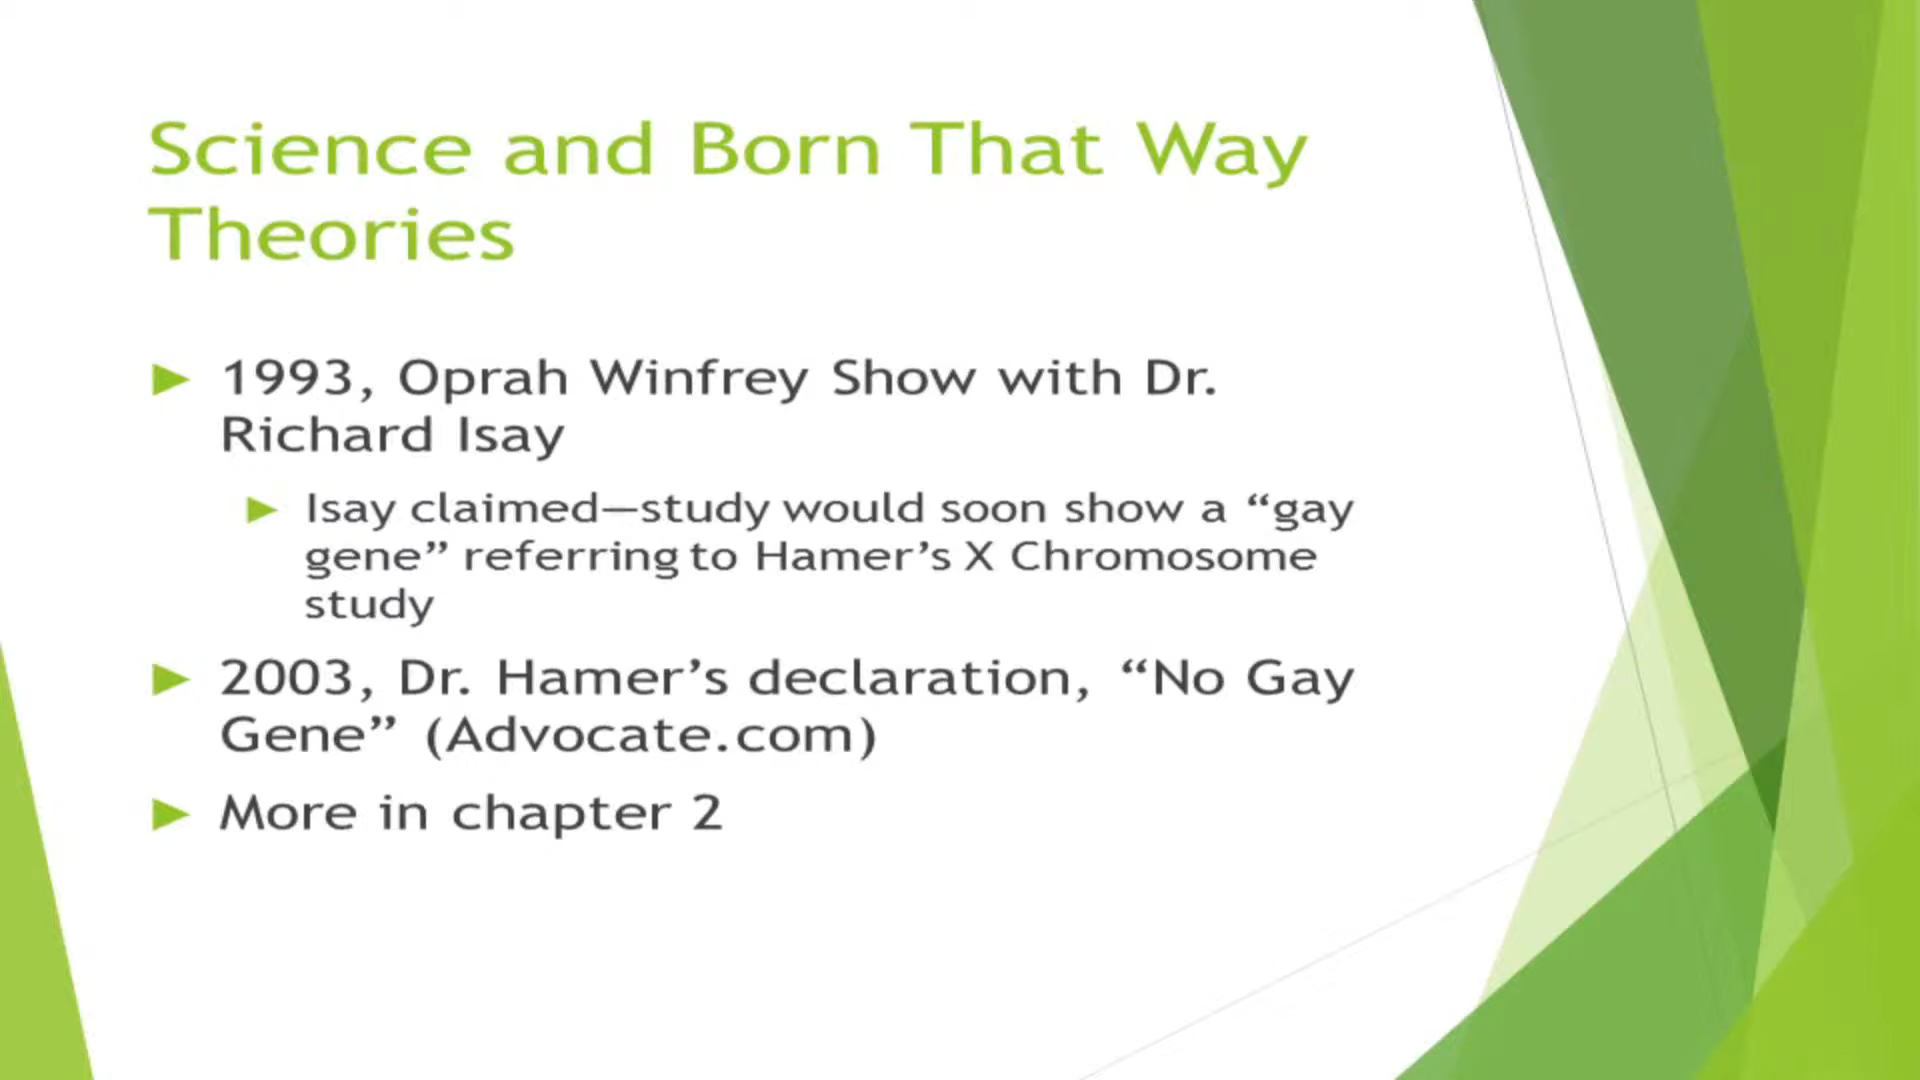 Science and Born That Way
Theories
1993, Oprah Winfrey Show with Dr.
Richard Isay
Isay claimed—study would soon show a “gay
gene” referring to Hamer’s X Chromosome
study
2003, Dr. Hamer’s declaration, “No Gay
Gene” (Advocate.com)
More in chapter 2